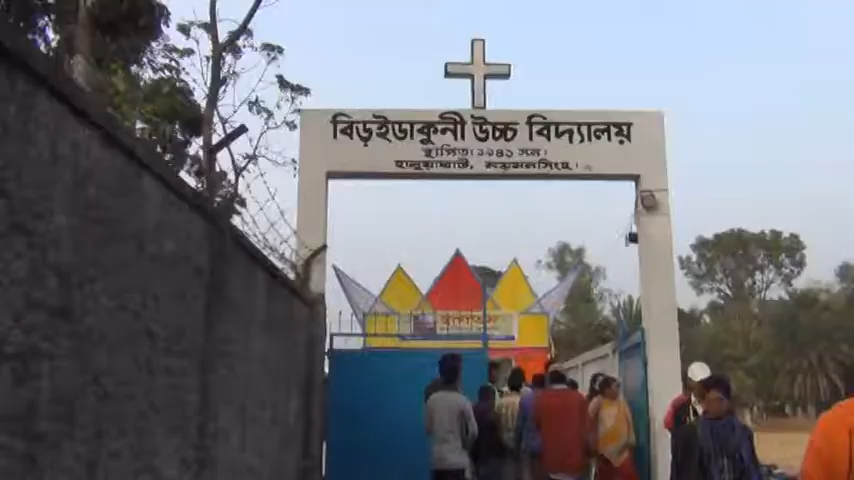 বিড়ইডাকুনী উচ্চ বিদ্যালয়
স্থাপিত: ১৯৪১ সন।
হালুয়াঘাট, ময়মনসিংহ।